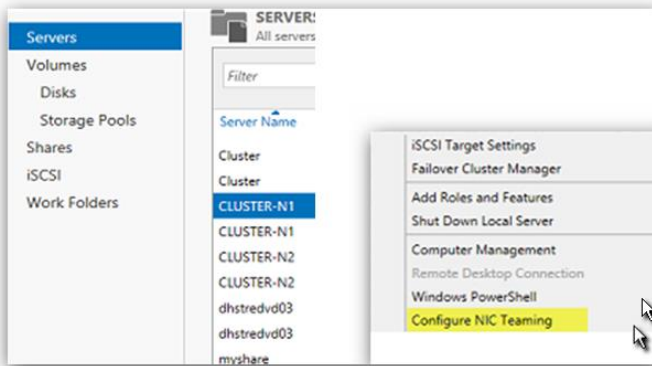 Servers
Volumes
Disks
Storage Pools
Shares
iSCSI
Work Folders
SERVERS
All servers
Filter
Server Name
Cluster
Cluster
CLUSTER-N1
CLUSTER-N1
CLUSTER-N2
CLUSTER-N2
dhstredvd03
dhstredvd03
myshare
iSCSI Target Settings
Failover Cluster Manager
Add Roles and Features
Shut Down Local Server
Computer Management
Remote Desktop Connection
Windows PowerShell
Configure NIC Teaming